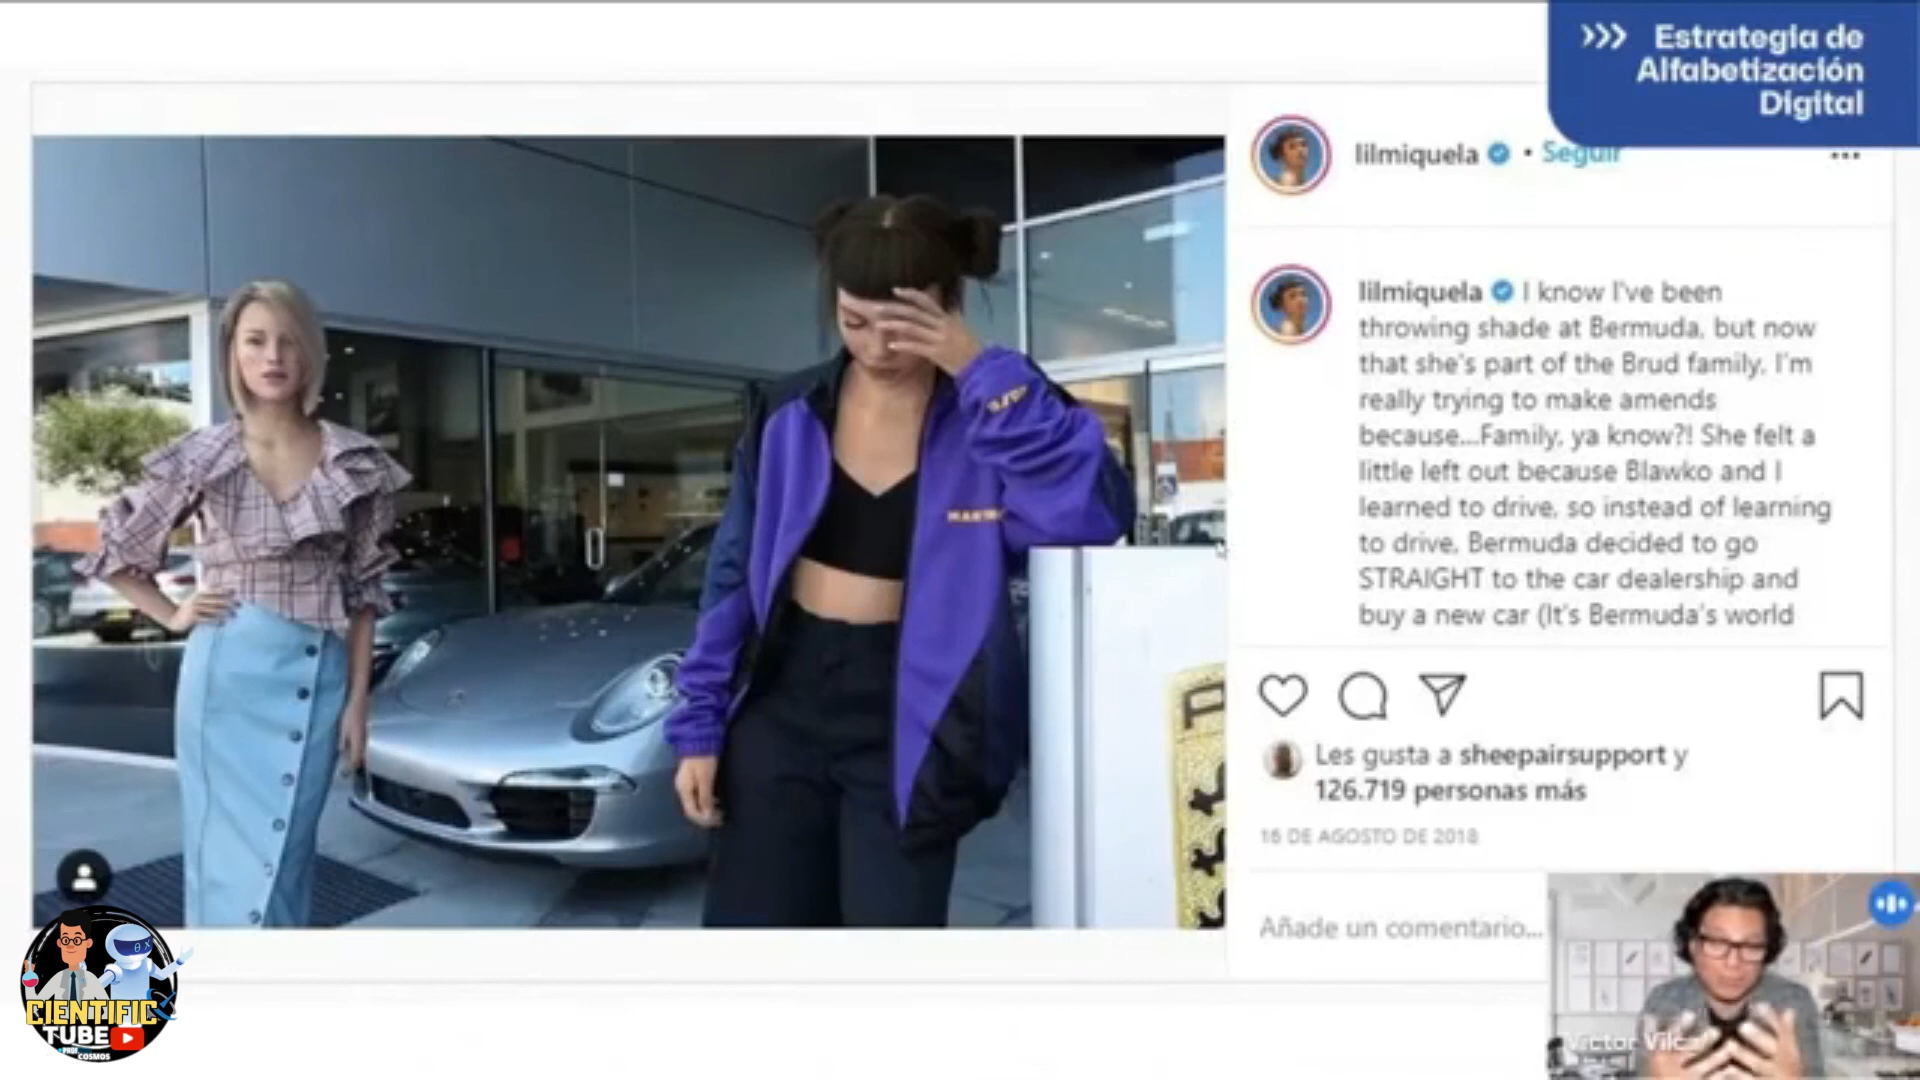 >>> Estrategia de
Alfabetización
Digital
lilmiquela • Seguir
lilmiquela I know I've been
throwing shade at Bermuda, but now
that she's part of the Brud family, I'm
really trying to make amends
because...Family, ya know?! She felt a
little left out because Blawko and I
learned to drive, so instead of learning
to drive, Bermuda decided to go
STRAIGHT to the car dealership and
buy a new car (It's Bermuda's world
Les gusta a sheepairsupport y
126.719 personas más
16 DE AGOSTO DE 2018
Añade un comentario...
CIENTIFIC
TUBE
PROF
COSMOS
Victor